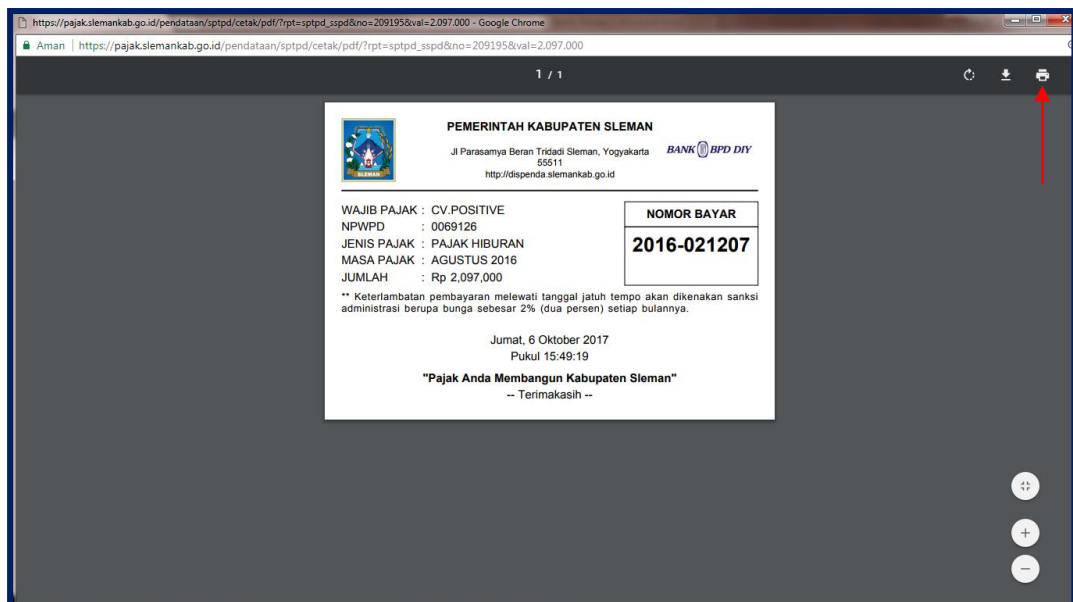 https://pajak.slemankab.go.id/pendataan/sptpd/cetak/pdf/?rpt=sptpd_sspd&no=209195&val=2.097.000 - Google Chrome
Aman | https://pajak.slemankab.go.id/pendataan/sptpd/cetak/pdf/?rpt=sptpd_sspd&no=209195&val=2.097.000
1 / 1
PEMERINTAH KABUPATEN SLEMAN
Jl Parasamya Beran Tridadi Sleman, Yogyakarta
55511
http://dispenda.slemankab.go.id
BANK BPD DIY
SLEMAN
WAJIB PAJAK : CV.POSITIVE
NPWPD : 0069126
JENIS PAJAK : PAJAK HIBURAN
MASA PAJAK : AGUSTUS 2016
JUMLAH : Rp 2,097,000
NOMOR BAYAR
2016-021207
** Keterlambatan pembayaran melewati tanggal jatuh tempo akan dikenakan sanksi
administrasi berupa bunga sebesar 2% (dua persen) setiap bulannya.
Jumat, 6 Oktober 2017
Pukul 15:49:19
"Pajak Anda Membangun Kabupaten Sleman"
-- Terimakasih --